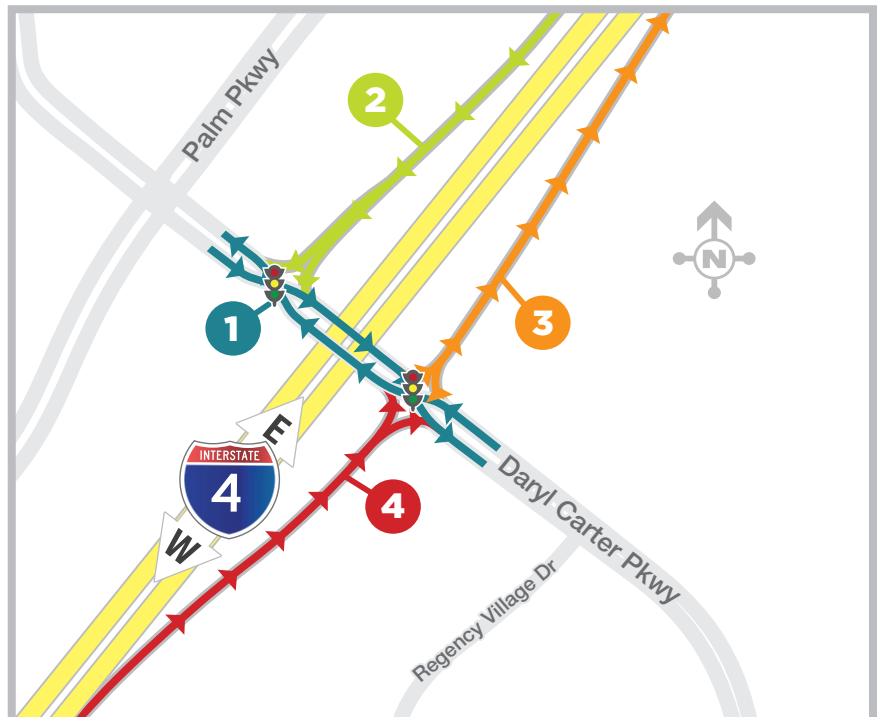 Palm Pkwy
2
N
1
3
E
INTERSTATE
4
4
W
Daryl Carter Pkwy
Regency Village Dr